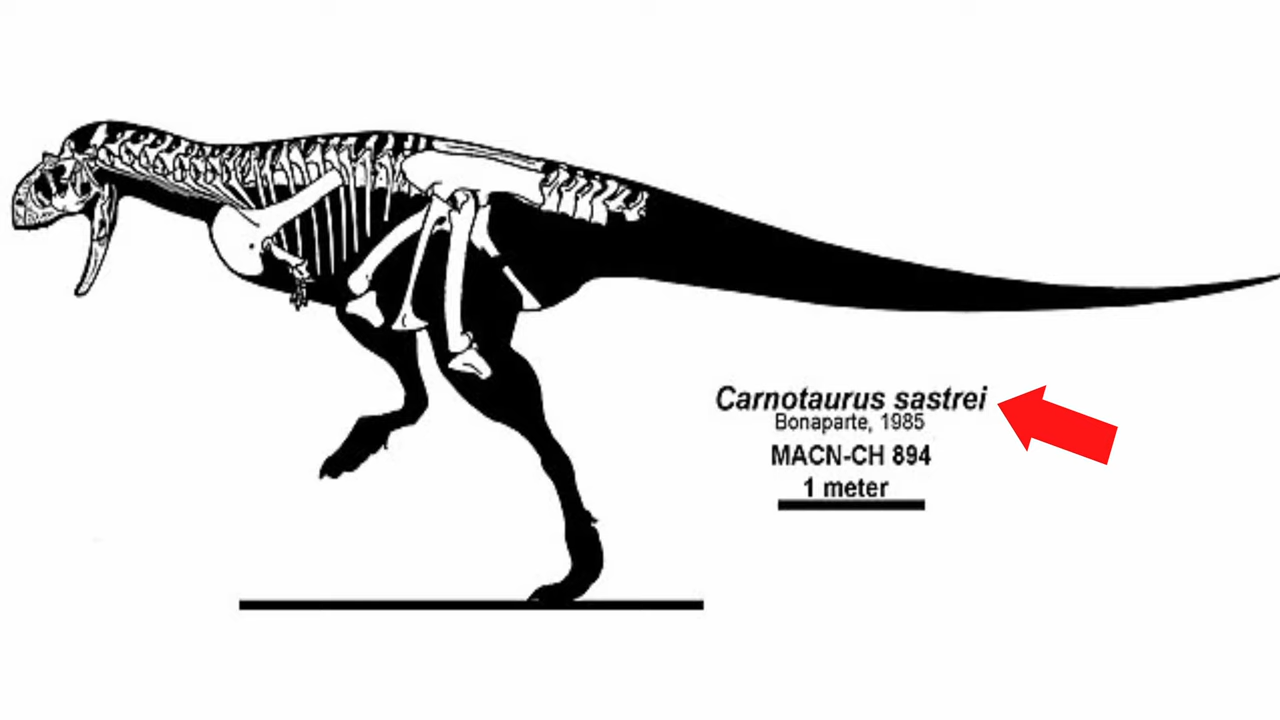 Carnotaurus sastrei
Bonaparte, 1985
MACN-CH 894
1 meter